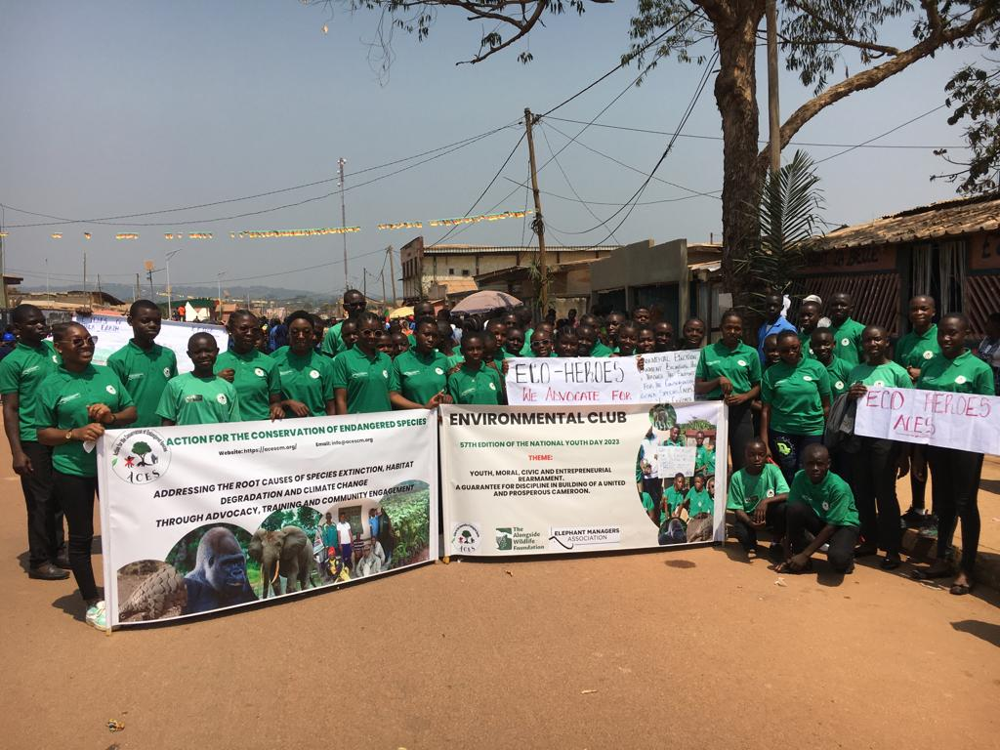 ACTION FOR THE CONSERVATION OF ENDANGERED SPECIES
Website: https://acescm.org/ Email: info@acescm.org
ACES
ADDRESSING THE ROOT CAUSES OF SPECIES EXTINCTION, HABITAT
DEGRADATION AND CLIMATE CHANGE
THROUGH ADVOCACY, TRAINING AND COMMUNITY ENGAGEMENT
ENVIRONMENTAL CLUB
57TH EDITION OF THE NATIONAL YOUTH DAY 2023
THEME:
YOUTH, MORAL, CIVIC AND ENTREPRENEURIAL
REARMAMENT.
A GUARANTEE FOR DISCIPLINE IN BUILDING OF A UNITED
AND PROSPEROUS CAMEROON.
ACES
The Alongside
Wildlife Foundation
ELEPHANT MANAGERS
ASSOCIATION
ECO-HEROES
WE ADVOCATE FOR
ECO HEROES
ACES